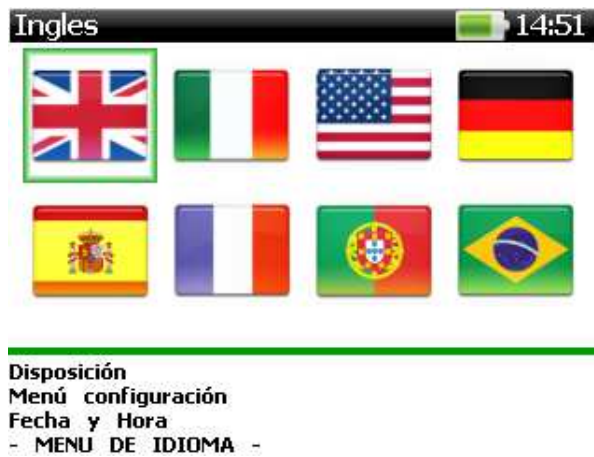 Ingles 14:51
Disposición
Menú configuración
Fecha y Hora
- MENU DE IDIOMA -